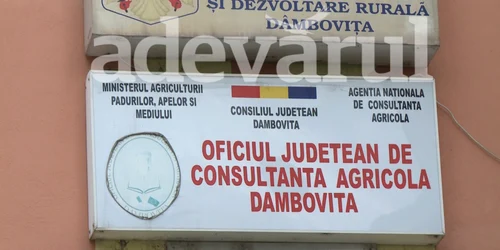 ȘI DEZVOLTARE RURALĂ
DÂMBOVIȚA
adevărul
MINISTERUL AGRICULTURII
PADURILOR, APELOR SI
MEDIULUI
CONSILIUL JUDETEAN
DAMBOVITA
AGENTIA NATIONALA
DE CONSULTANTA
AGRICOLA
OFICIUL JUDETEAN DE
CONSULTANTA AGRICOLA
DAMBOVITA